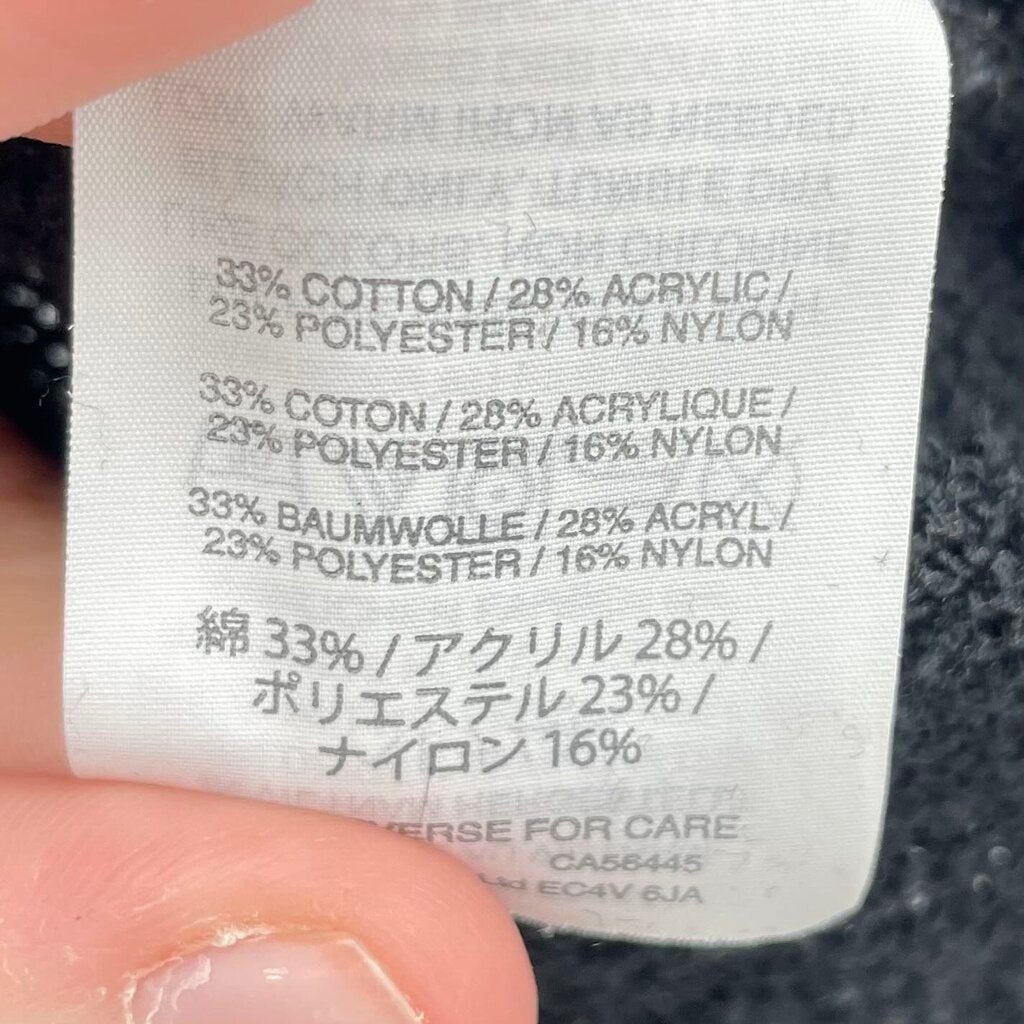 33% COTTON / 28% ACRYLIC /
23% POLYESTER / 16% NYLON
33% COTON / 28% ACRYLIQUE /
23% POLYESTER / 16% NYLON
33% BAUMWOLLE / 28% ACRYL /
23% POLYESTER / 16% NYLON
綿 33% / アクリル 28% /
ポリエステル 23% /
ナイロン 16%
FOR CARE
CA56445
Ltd EC4V 6JA